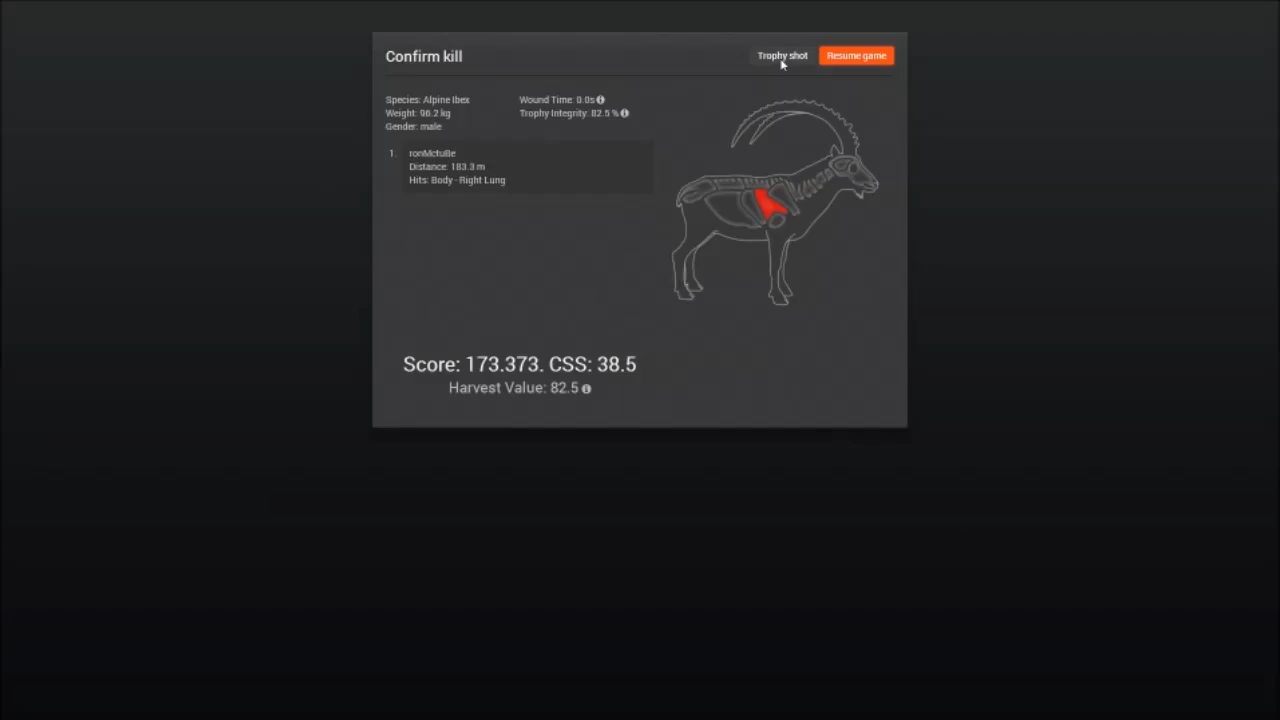 Confirm kill
Trophy shot
Resume game
Species: Alpine Ibex
Weight: 96.2 kg
Gender: male
Wound Time: 0.0s
Trophy Integrity: 82.5 %
1. ronMctuBe
Distance: 183.3 m
Hits: Body - Right Lung
Score: 173.373. CSS: 38.5
Harvest Value: 82.5